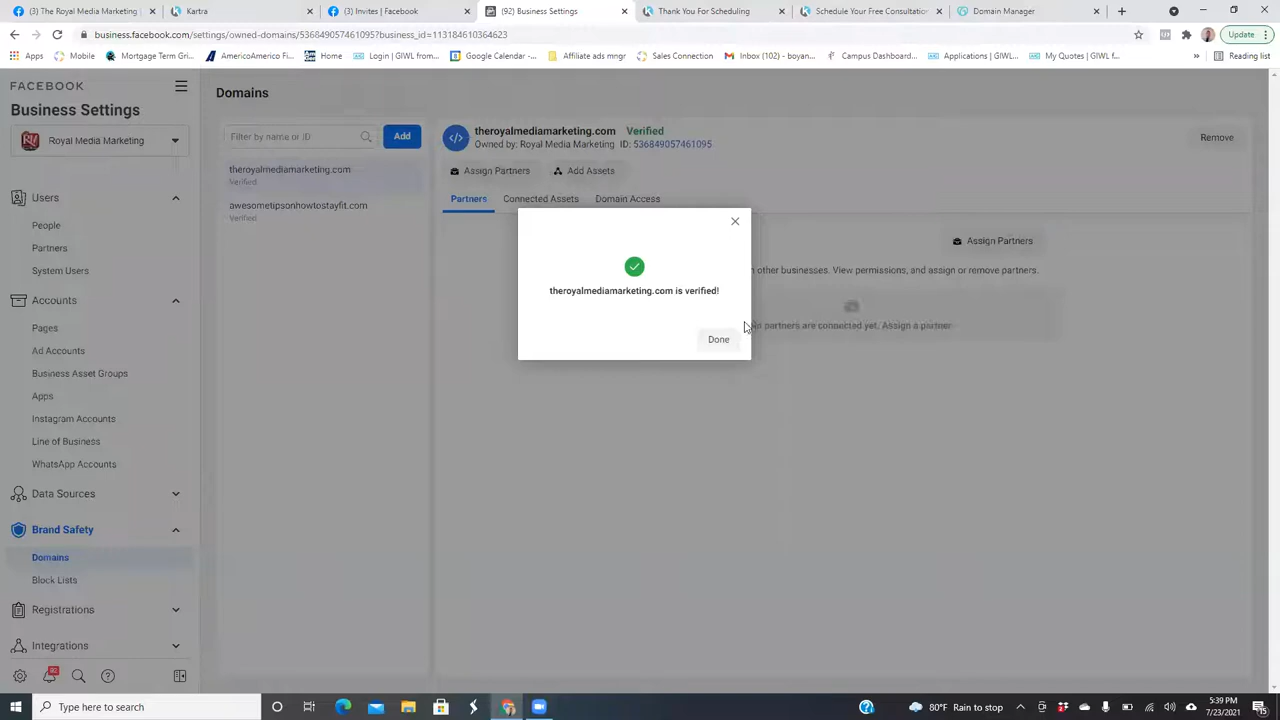 (3) The Royal Media Marketing
Kartra
(3) Invites | Facebook
(92) Business Settings
Thank You For Scheduling
Schedule Your Free Consultation
Domain Manager
business.facebook.com/settings/owned-domains/536849057461095?business_id=113184610364623
Update
Apps
Mobile
Mortgage Term Gri...
AmericoAmerico Fi...
Home
Login | GIWL from...
Google Calendar -...
Affiliate ads mngr
Sales Connection
Inbox (102) - boyan...
Campus Dashboard...
Applications | GIWL...
My Quotes | GIWL f...
»
Reading list
FACEBOOK
Business Settings
Royal Media Marketing
Users
People
Partners
System Users
Accounts
Pages
Ad Accounts
Business Asset Groups
Apps
Instagram Accounts
Line of Business
WhatsApp Accounts
Data Sources
Brand Safety
Domains
Block Lists
Registrations
Integrations
Domains
Filter by name or ID
Add
theroyalmediamarketing.com
Verified
awesometipsonhowtostayfit.com
Verified
theroyalmediamarketing.com Verified
Owned by: Royal Media Marketing ID: 536849057461095
Remove
Assign Partners
Add Assets
Partners
Connected Assets
Domain Access
Assign Partners
other businesses. View permissions, and assign or remove partners.
partners are connected yet. Assign a partner
theroyalmediamarketing.com is verified!
Done
Type here to search
80°F Rain to stop
5:39 PM
7/23/2021
15